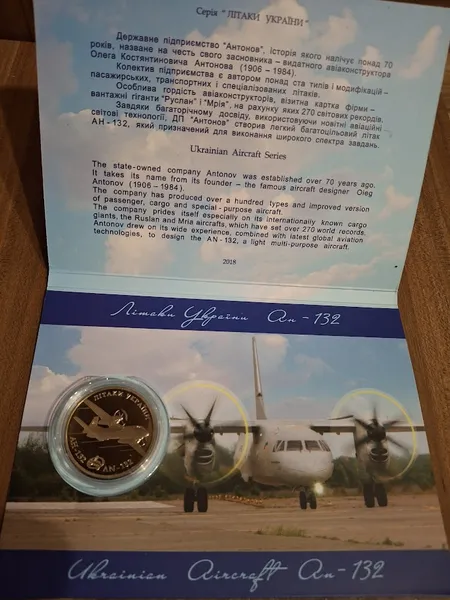 Серія "ЛІТАКИ УКРАЇНИ"
Державне підприємство "Антонов", історія якого налічує понад 70
років, назване на честь свого засновника – видатного авіаконструктора
Олега Костянтиновича Антонова (1906 – 1984).
Колектив підприємства є автором понад ста типів і модифікацій –
пасажирських, транспортних і спеціалізованих літаків.
Особлива гордість авіаконструкторів, візитна картка фірми –
вантажні гіганти "Руслан" і "Мрія", на рахунку яких 270 світових рекордів.
Завдяки багаторічному досвіду, використовуючи новітні авіаційні
світові технології, ДП "Антонов" створив легкий багатоцільовий літак
АН - 132, який призначений для виконання широкого спектра завдань.
Ukrainian Aircraft Series
The state-owned company Antonov was established over 70 years ago.
It takes its name from its founder – the famous aircraft designer Oleg
Antonov (1906 – 1984).
The company has produced over a hundred types and improved version
of passenger, cargo and special - purpose aircraft.
The company prides itself especially on its internationally known cargo
giants, the Ruslan and Mria aircrafts, which have set over 270 world records.
Antonov drew on its wide experience, combined with latest global aviation
technologies, to design the AN - 132, a light multi-purpose aircraft.
2018
Літаки України Ан - 132
ЛІТАКИ УКРАЇНИ
АН-132
AN-132
Ukrainian Aircraft An - 132